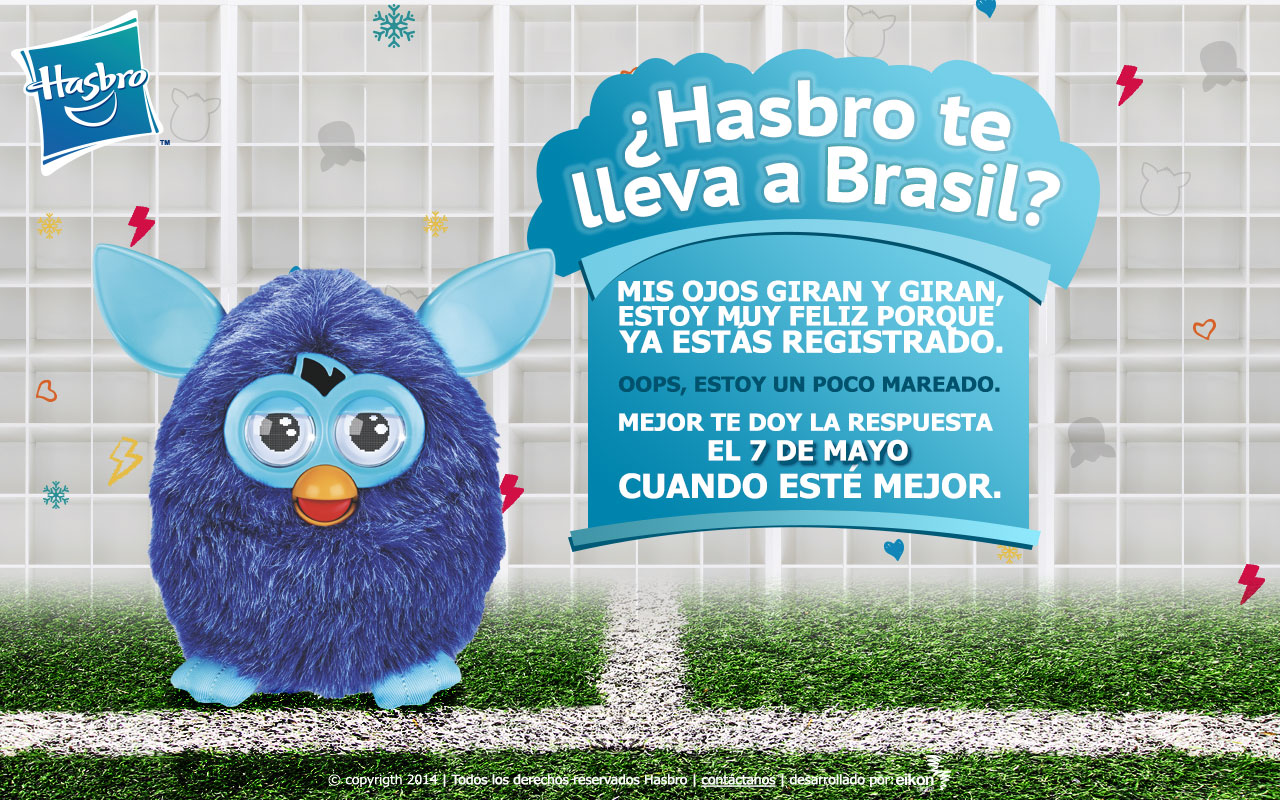 Hasbro
TM
¿Hasbro te
lleva a Brasil?
MIS OJOS GIRAN Y GIRAN,
ESTOY MUY FELIZ PORQUE
YA ESTÁS REGISTRADO.
OOPS, ESTOY UN POCO MAREADO.
MEJOR TE DOY LA RESPUESTA
EL 7 DE MAYO
CUANDO ESTÉ MEJOR.
© copyrigth 2014 | Todos los derechos reservados Hasbro | contáctanos | desarrollado por: eikon